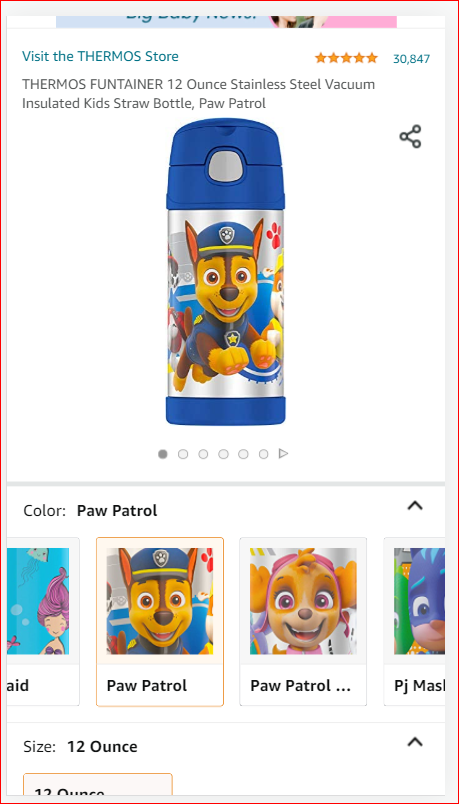 Big Baby News!
Visit the THERMOS Store
30,847
THERMOS FUNTAINER 12 Ounce Stainless Steel Vacuum
Insulated Kids Straw Bottle, Paw Patrol
Color: Paw Patrol
aid
Paw Patrol
Paw Patrol ...
Pj Mas
Size: 12 Ounce
12 Ounce